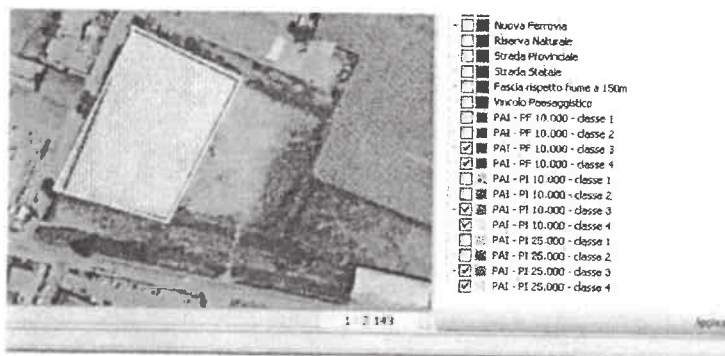 Nuova Ferrovia
Riserva Naturale
Strada Provinciale
Strada Statale
Fascia rispetto fiume a 150m
Vincolo Paesaggistico
PAI - PF 10.000 - classe 1
PAI - PF 10.000 - classe 2
PAI - PF 10.000 - classe 3
PAI - PF 10.000 - classe 4
PAI - PI 10.000 - classe 1
PAI - PI 10.000 - classe 2
PAI - PI 10.000 - classe 3
PAI - PI 10.000 - classe 4
PAI - PI 25.000 - classe 1
PAI - PI 25.000 - classe 2
PAI - PI 25.000 - classe 3
PAI - PI 25.000 - classe 4